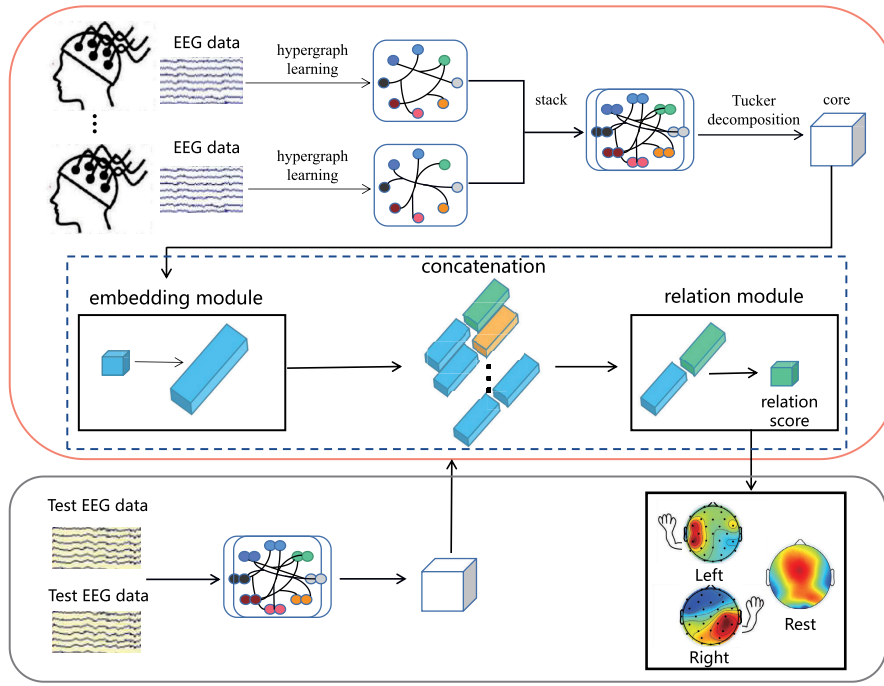 EEG data
hypergraph
learning
stack
Tucker
decomposition
core
EEG data
hypergraph
learning
concatenation
embedding module
relation module
relation
score
Test EEG data
Test EEG data
Left
Right
Rest